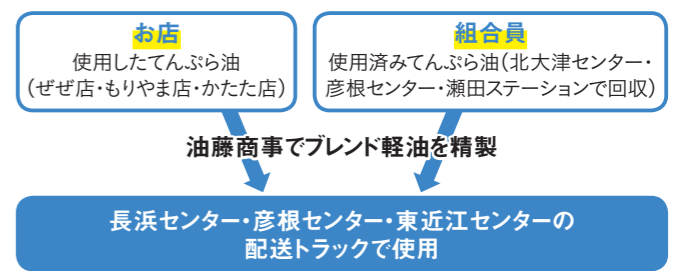 お店
使用したてんぷら油
（ぜぜ店・もりやま店・かたた店）
組合員
使用済みてんぷら油（北大津センター・
彦根センター・瀬田ステーションで回収）
油藤商事でブレンド軽油を精製
長浜センター・彦根センター・東近江センターの
配送トラックで使用